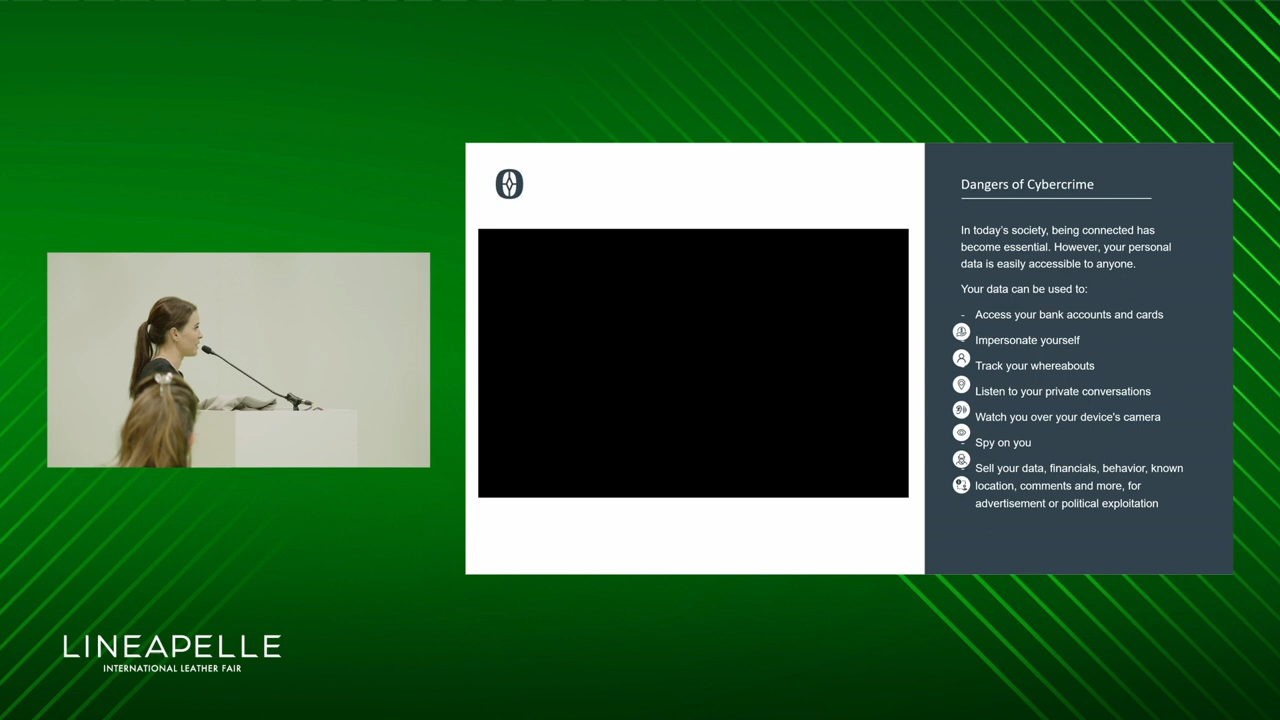 Dangers of Cybercrime
In today's society, being connected has
become essential. However, your personal
data is easily accessible to anyone.
Your data can be used to:
- Access your bank accounts and cards
Impersonate yourself
Track your whereabouts
Listen to your private conversations
Watch you over your device's camera
- Spy on you
Sell your data, financials, behavior, known
location, comments and more, for
advertisement or political exploitation
LINEAPELLE
INTERNATIONAL LEATHER FAIR